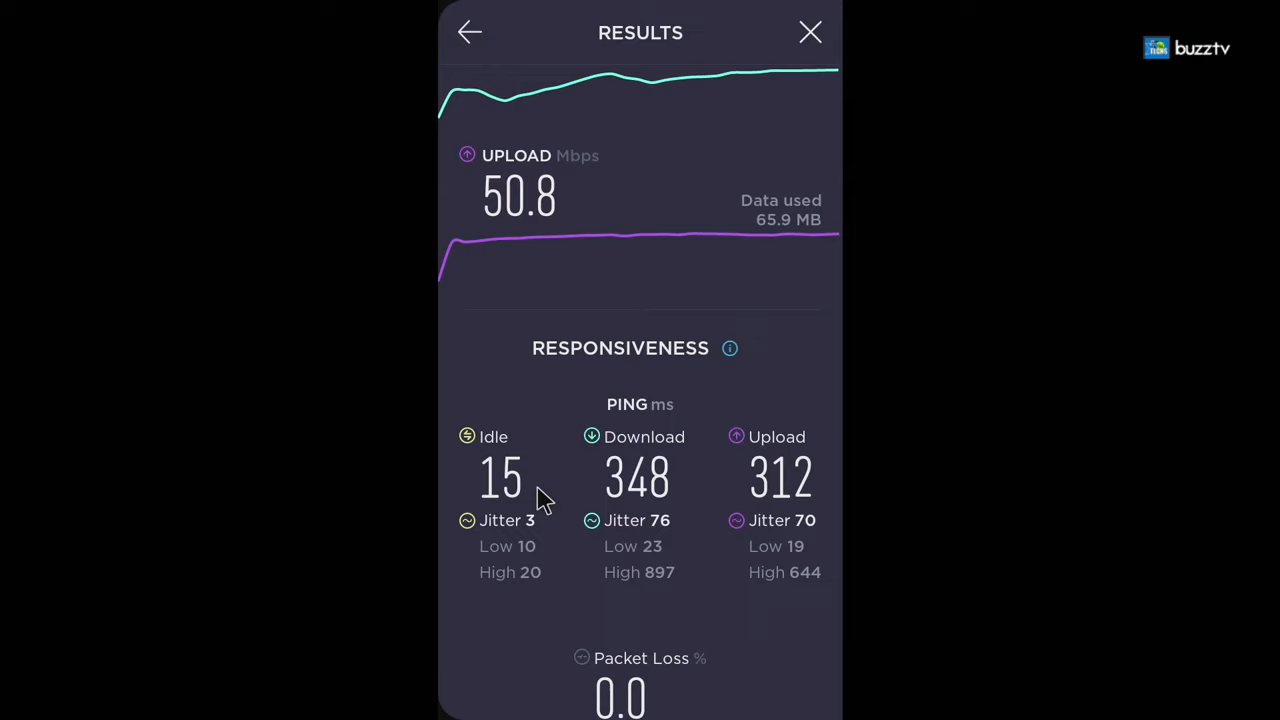 RESULTS
buzztv
UPLOAD Mbps
50.8
Data used
65.9 MB
RESPONSIVENESS
PING ms
Idle Download Upload
15 348 312
Jitter 3 Jitter 76 Jitter 70
Low 10 Low 23 Low 19
High 20 High 897 High 644
Packet Loss %
0.0